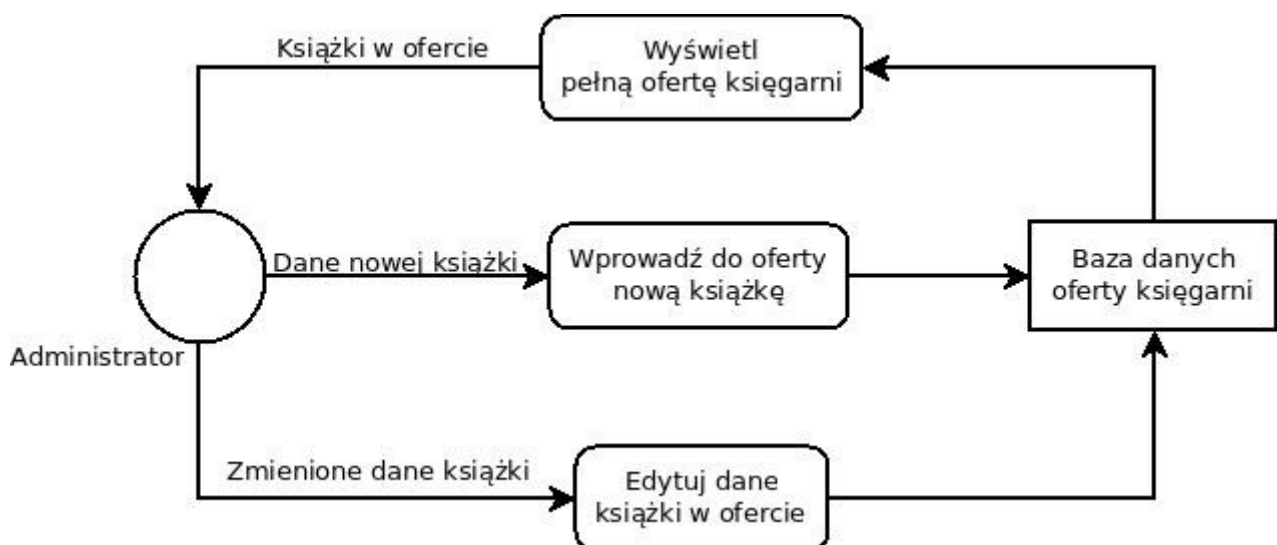 Książki w ofercie
Wyświetl
pełną ofertę księgarni
Dane nowej książki
Wprowadź do oferty
nową książkę
Baza danych
oferty księgarni
Administrator
Zmienione dane książki
Edytuj dane
książki w ofercie